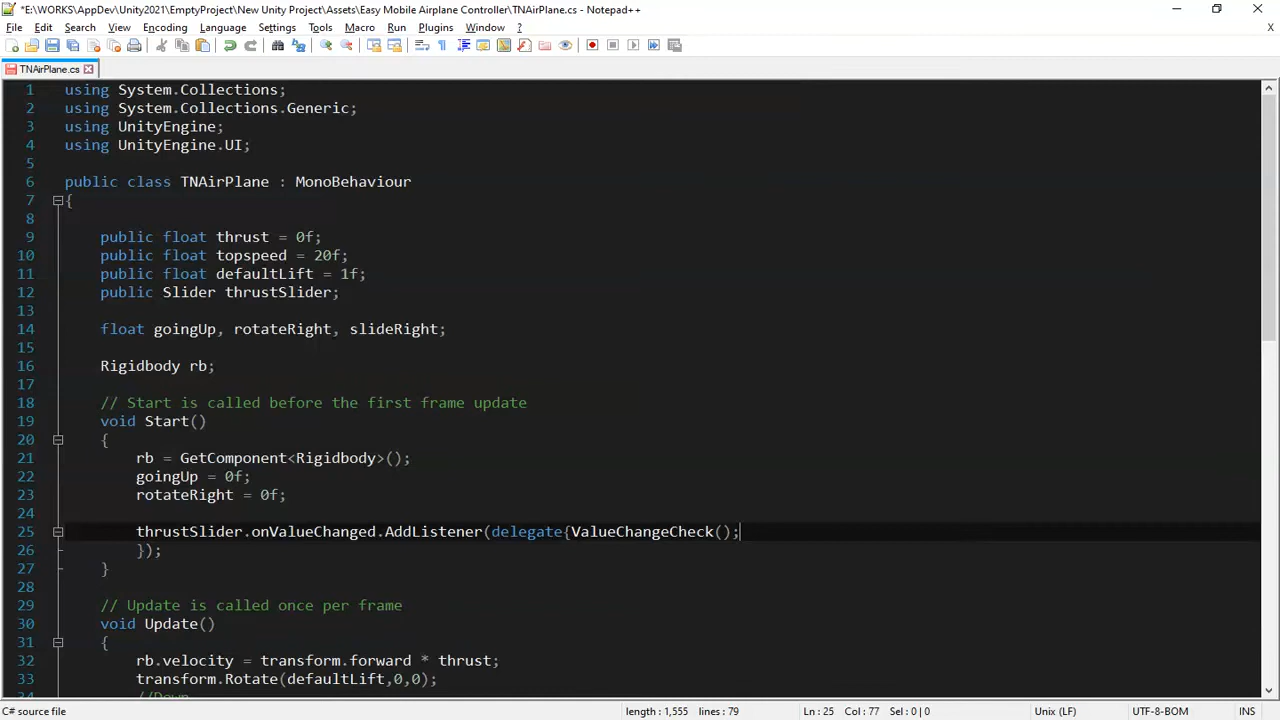 *E:\WORKS\AppDev\Unity2021\EmptyProject\New Unity Project\Assets\Easy Mobile Airplane Controller\TNAirPlane.cs - Notepad++
File Edit Search View Encoding Language Settings Tools Macro Run Plugins Window ? X
TNAirPlane.cs
1 using System.Collections;
2 using System.Collections.Generic;
3 using UnityEngine;
4 using UnityEngine.UI;
5
6 public class TNAirPlane : MonoBehaviour
7 {
8
9 public float thrust = 0f;
10 public float topspeed = 20f;
11 public float defaultLift = 1f;
12 public Slider thrustSlider;
13
14 float goingUp, rotateRight, slideRight;
15
16 Rigidbody rb;
17
18 // Start is called before the first frame update
19 void Start()
20 {
21 rb = GetComponent<Rigidbody>();
22 goingUp = 0f;
23 rotateRight = 0f;
24
25 thrustSlider.onValueChanged.AddListener(delegate{ValueChangeCheck();
26 });
27 }
28
29 // Update is called once per frame
30 void Update()
31 {
32 rb.velocity = transform.forward * thrust;
33 transform.Rotate(defaultLift,0,0);
34 //Down
C# source file length : 1,555 lines : 79 Ln : 25 Col : 77 Sel : 0 | 0 Unix (LF) UTF-8-BOM INS